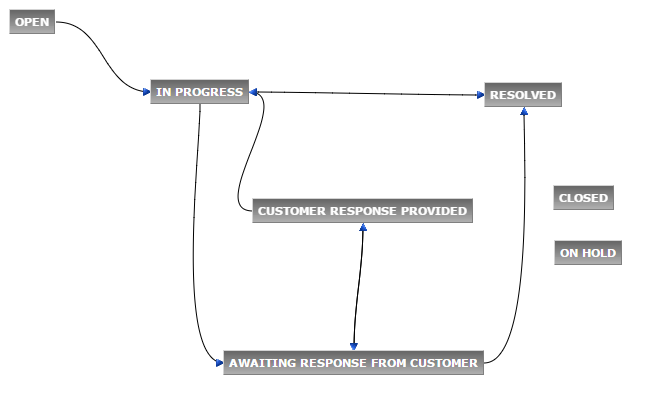 OPEN
IN PROGRESS
RESOLVED
CLOSED
CUSTOMER RESPONSE PROVIDED
ON HOLD
AWAITING RESPONSE FROM CUSTOMER